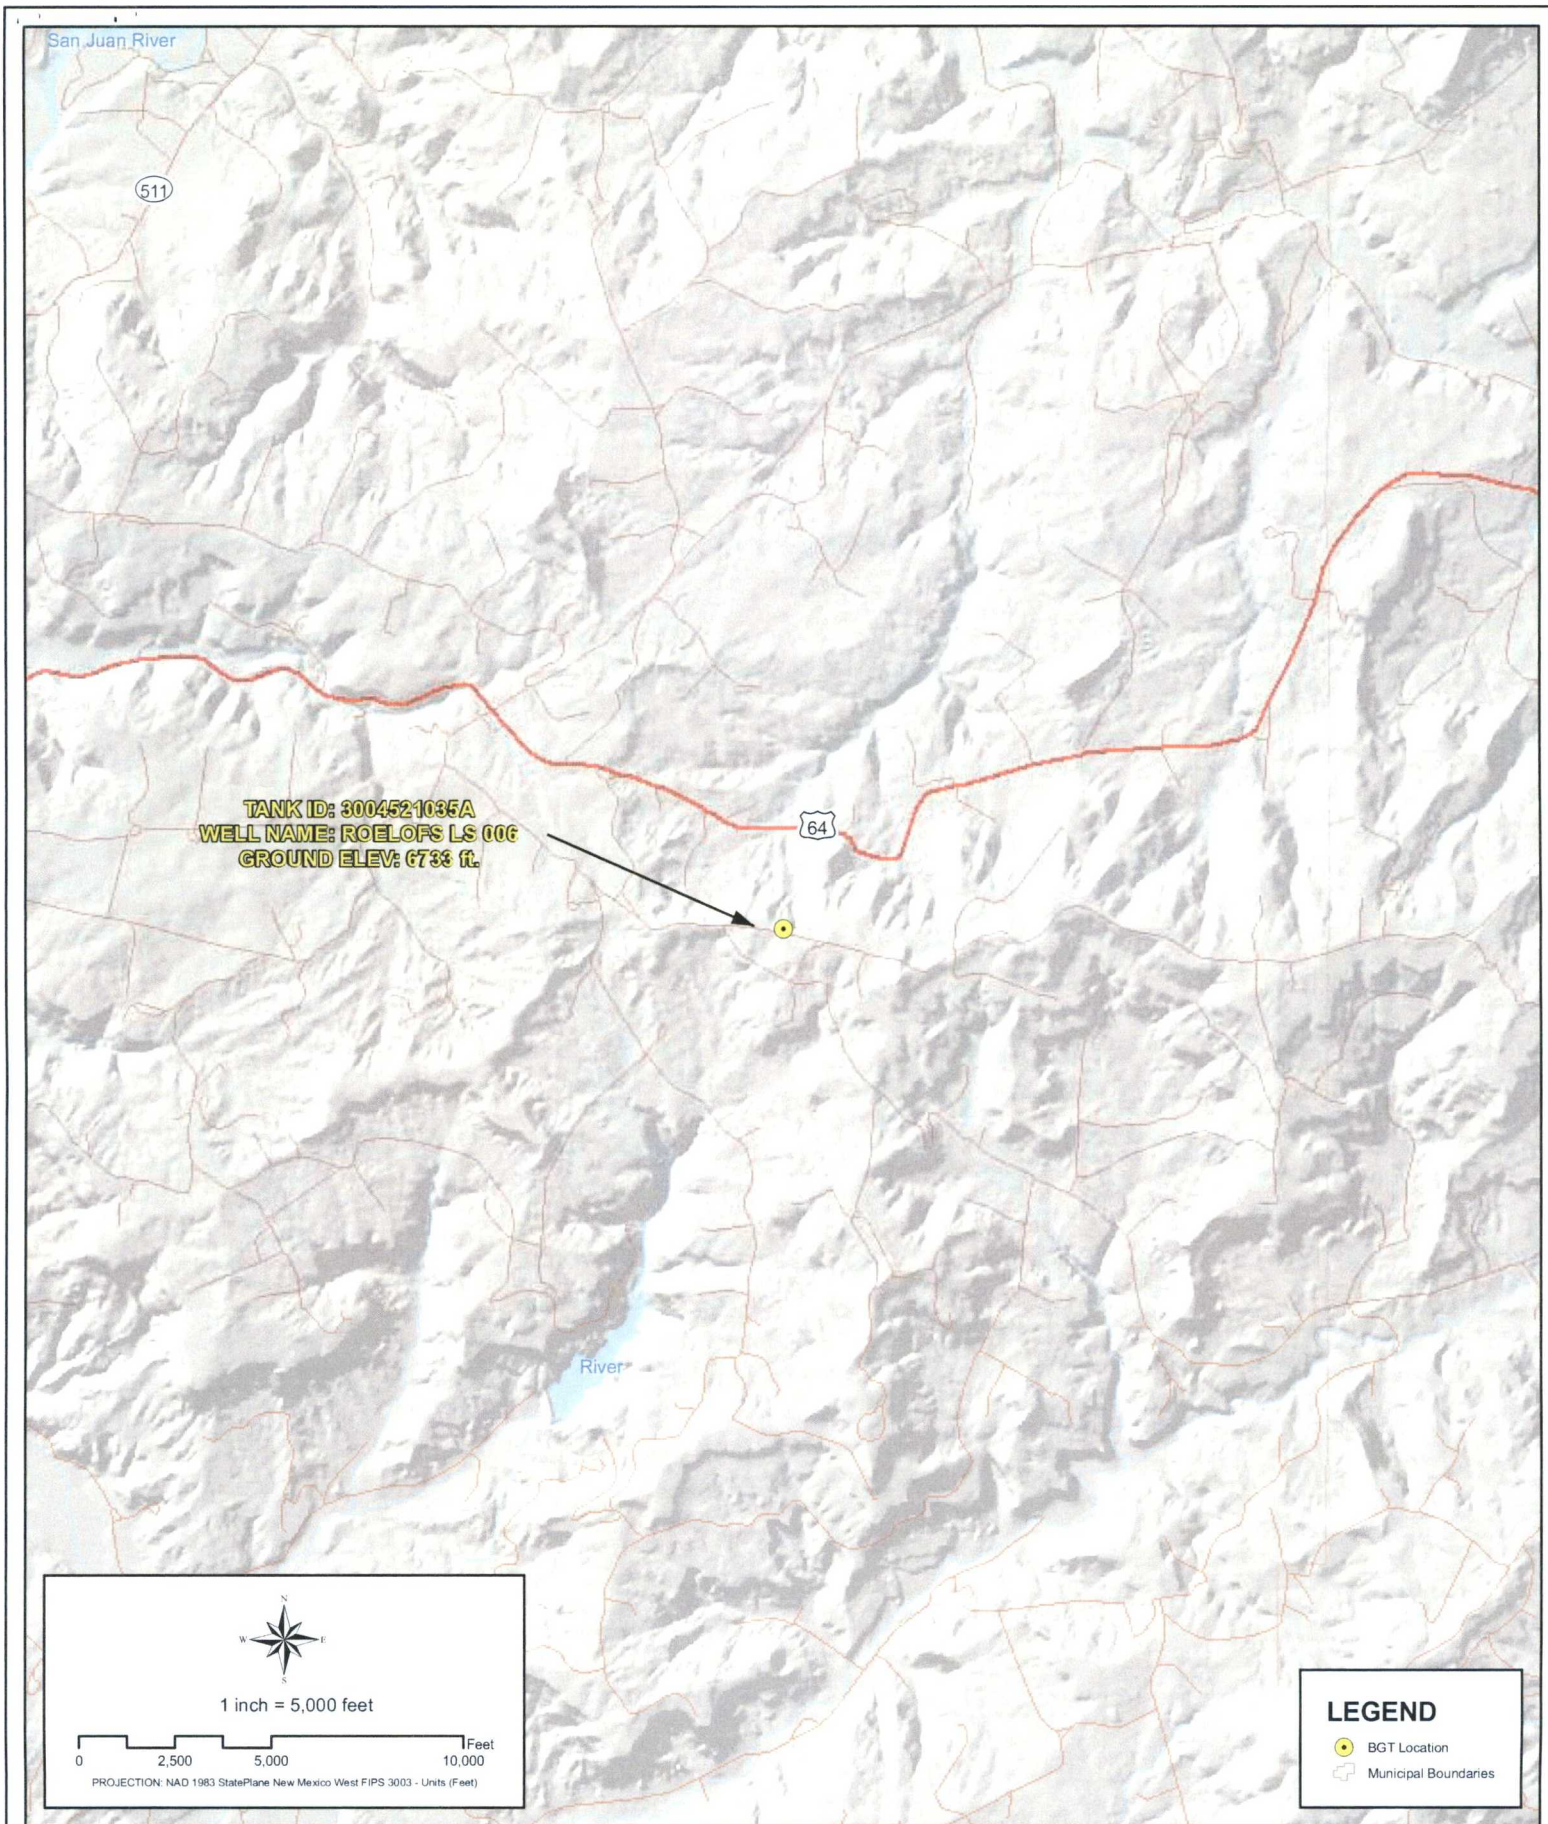 San Juan River
511
TANK ID: 3004521035A
WELL NAME: ROELOFS LS 006
GROUND ELEV: 6733 ft.
64
River
N
W E
S
1 inch = 5,000 feet
Feet
0 2,500 5,000 10,000
PROJECTION: NAD 1983 StatePlane New Mexico West FIPS 3003 - Units (Feet)
LEGEND
BGT Location
Municipal Boundaries